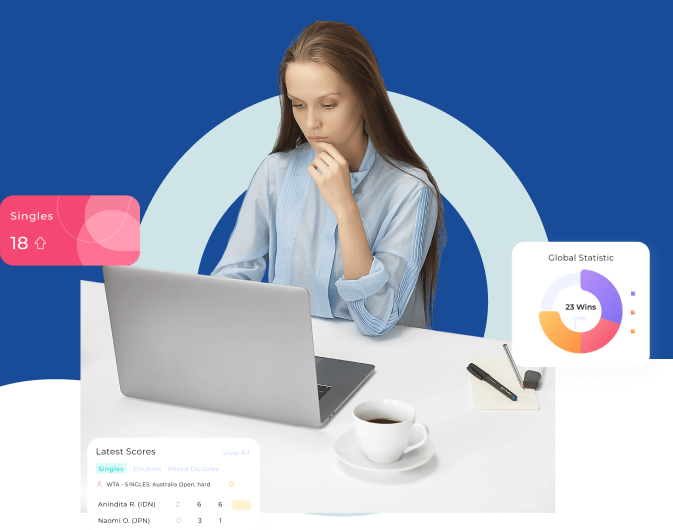 Singles
18
Global Statistic
23 Wins
Latest Scores
View All
Singles Doubles Mixed Doubles
WTA - SINGLES: Australia Open, hard
Anindita R. (IDN) 2 6 6
Naomi O. (JPN) 0 3 1